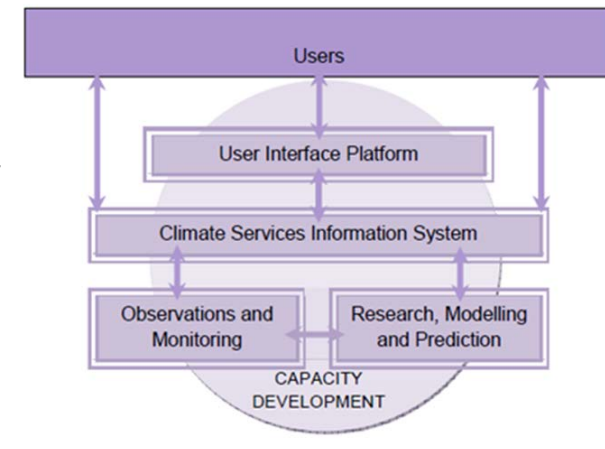 Users
User Interface Platform
Climate Services Information System
Observations and
Monitoring
Research, Modelling
and Prediction
CAPACITY
DEVELOPMENT